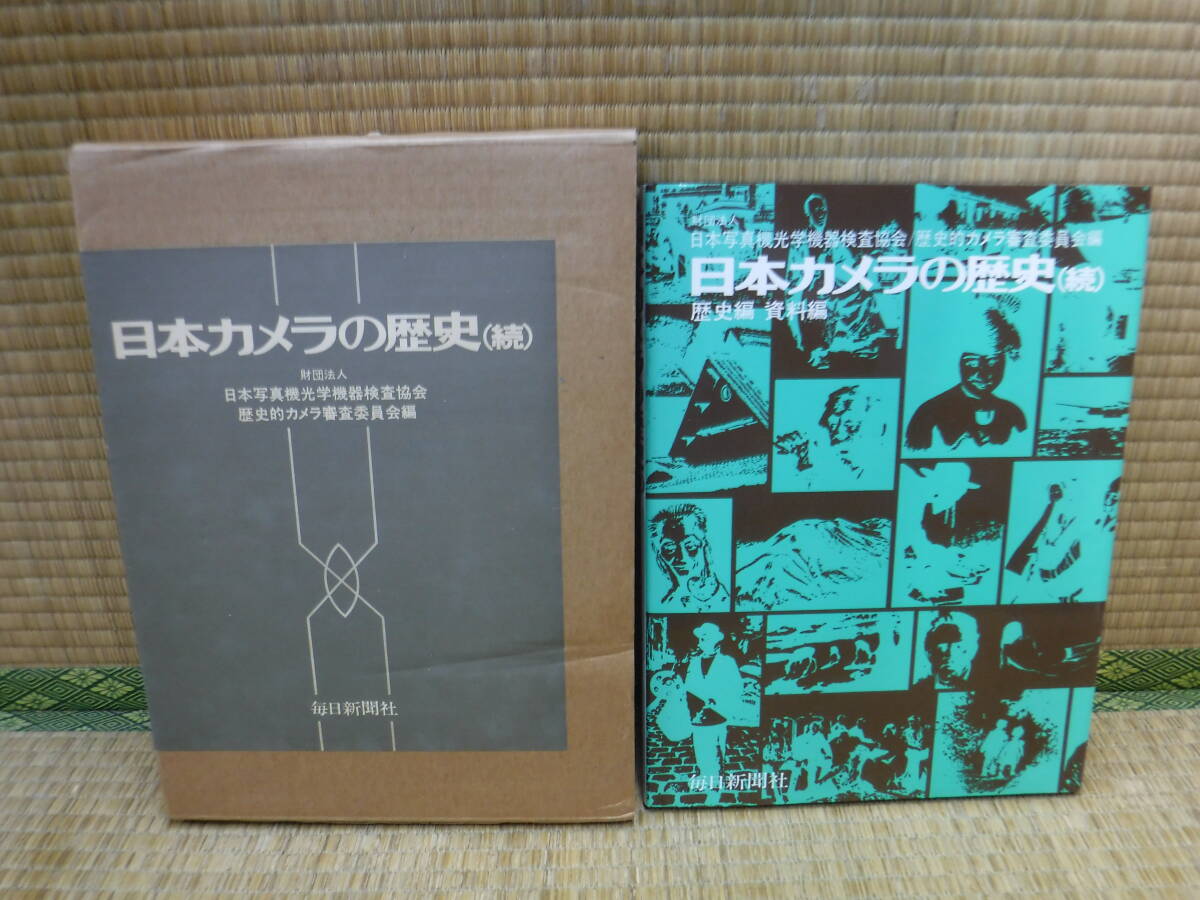 日本カメラの歴史(続)
財団法人
日本写真機光学機器検査協会
歴史的カメラ審査委員会編
毎日新聞社
財団法人
日本写真機光学機器検査協会/歴史的カメラ審査委員会編
日本カメラの歴史(続)
歴史編 資料編
毎日新聞社